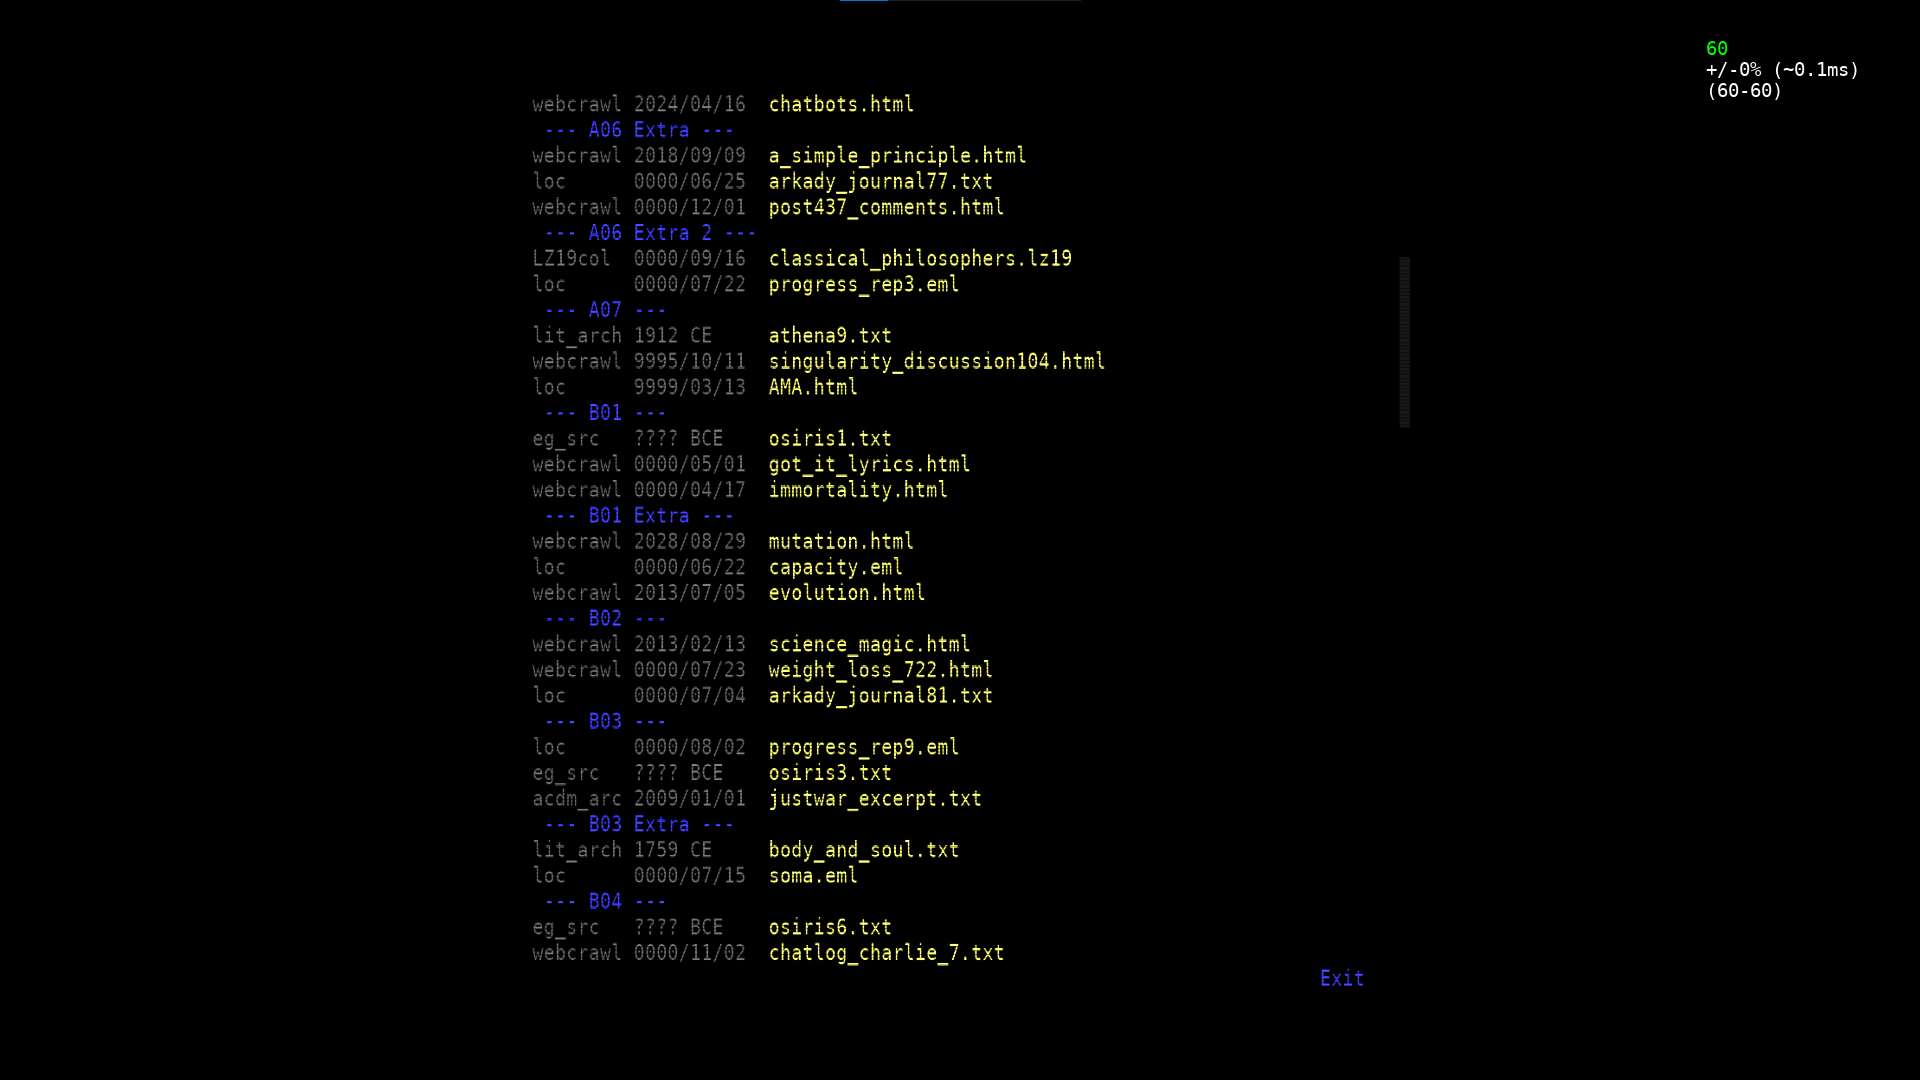 60
+/-0% (~0.1ms)
(60-60)
webcrawl 2024/04/16 chatbots.html
--- A06 Extra ---
webcrawl 2018/09/09 a_simple_principle.html
loc 0000/06/25 arkady_journal77.txt
webcrawl 0000/12/01 post437_comments.html
--- A06 Extra 2 ---
LZ19col 0000/09/16 classical_philosophers.lz19
loc 0000/07/22 progress_rep3.eml
--- A07 ---
lit_arch 1912 CE athena9.txt
webcrawl 9995/10/11 singularity_discussion104.html
loc 9999/03/13 AMA.html
--- B01 ---
eg_src ???? BCE osiris1.txt
webcrawl 0000/05/01 got_it_lyrics.html
webcrawl 0000/04/17 immortality.html
--- B01 Extra ---
webcrawl 2028/08/29 mutation.html
loc 0000/06/22 capacity.eml
webcrawl 2013/07/05 evolution.html
--- B02 ---
webcrawl 2013/02/13 science_magic.html
webcrawl 0000/07/23 weight_loss_722.html
loc 0000/07/04 arkady_journal81.txt
--- B03 ---
loc 0000/08/02 progress_rep9.eml
eg_src ???? BCE osiris3.txt
acdm_arc 2009/01/01 justwar_excerpt.txt
--- B03 Extra ---
lit_arch 1759 CE body_and_soul.txt
loc 0000/07/15 soma.eml
--- B04 ---
eg_src ???? BCE osiris6.txt
webcrawl 0000/11/02 chatlog_charlie_7.txt
Exit